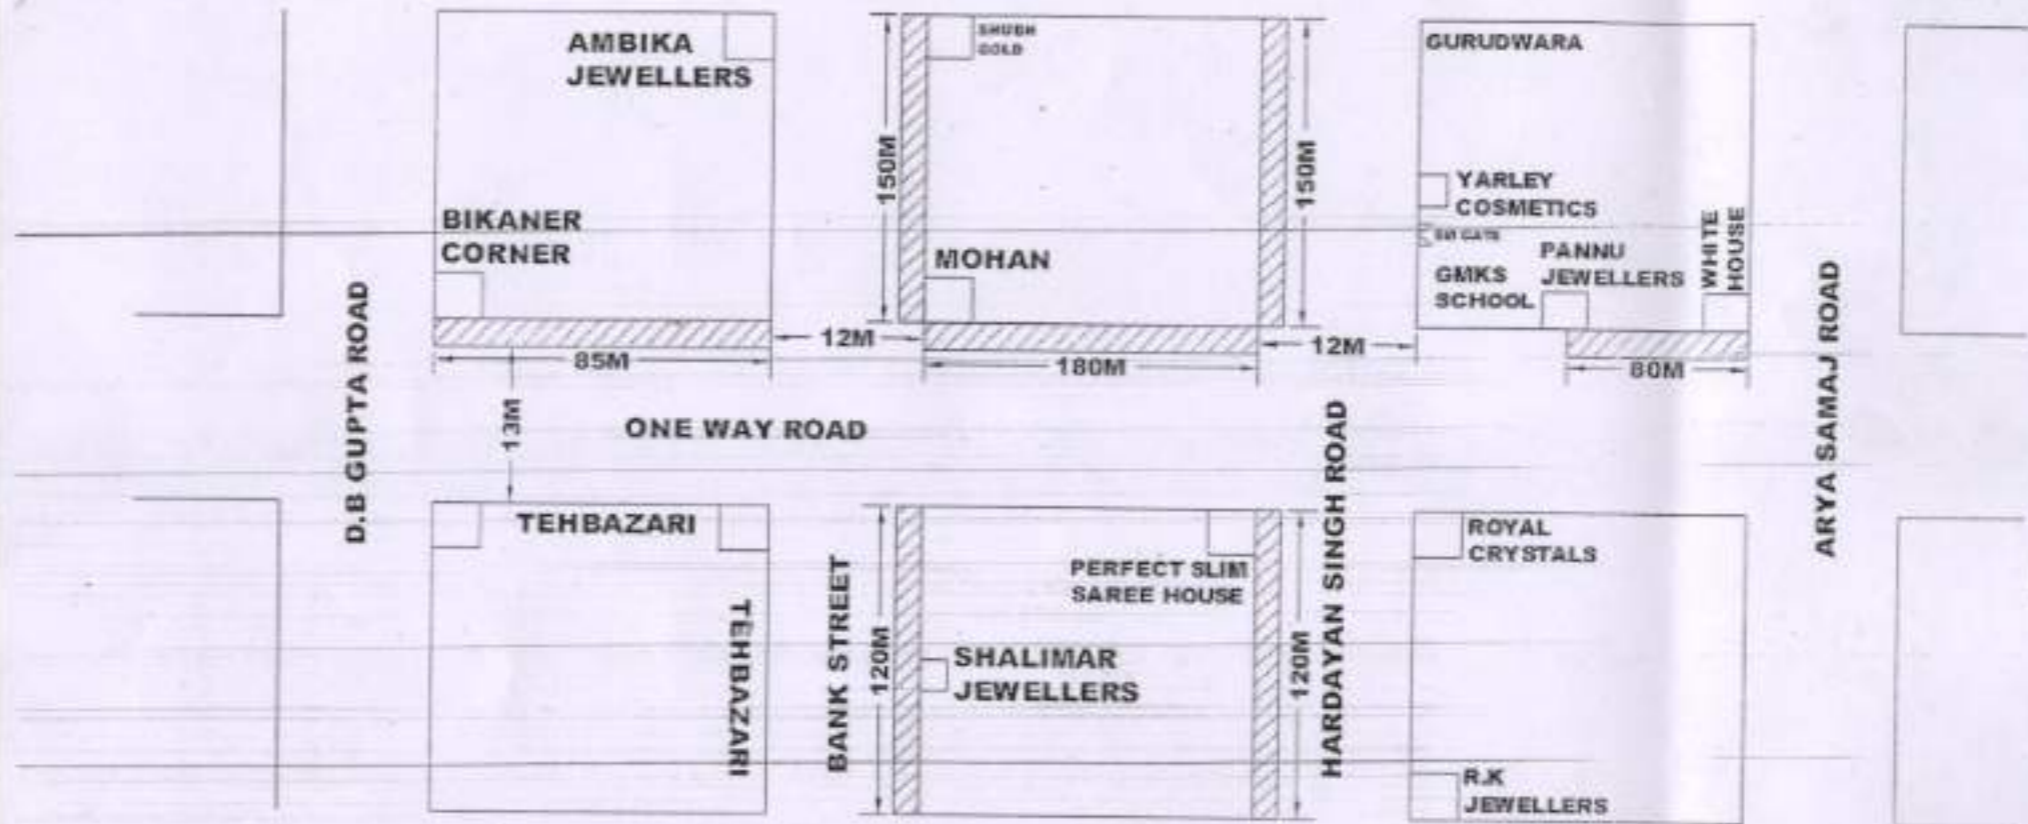 AMBIKA
JEWELLERS
SHUBH
GOLD
GURUDWARA
150M
150M
YARLEY
COSMETICS
BIKANER
CORNER
MOHAN
PANNU
JEWELLERS
GMKS
SCHOOL
WHITE
HOUSE
12M
12M
85M
180M
80M
13M
ONE WAY ROAD
D.B GUPTA ROAD
HARDAYAN SINGH ROAD
ARYA SAMAJ ROAD
TEHBAZARI
TEHBAZARI
BANK STREET
120M
PERFECT SLIM
SAREE HOUSE
SHALIMAR
JEWELLERS
120M
ROYAL
CRYSTALS
R.K
JEWELLERS